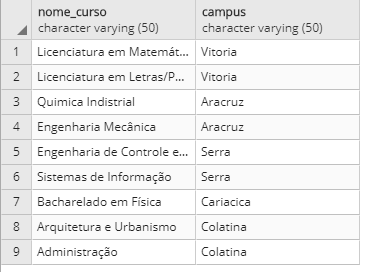 nome_curso campus
character varying (50) character varying (50)
1 Licenciatura em Matemát... Vitoria
2 Licenciatura em Letras/P... Vitoria
3 Quimica Indistrial Aracruz
4 Engenharia Mecânica Aracruz
5 Engenharia de Controle e... Serra
6 Sistemas de Informação Serra
7 Bacharelado em Física Cariacica
8 Arquitetura e Urbanismo Colatina
9 Administração Colatina